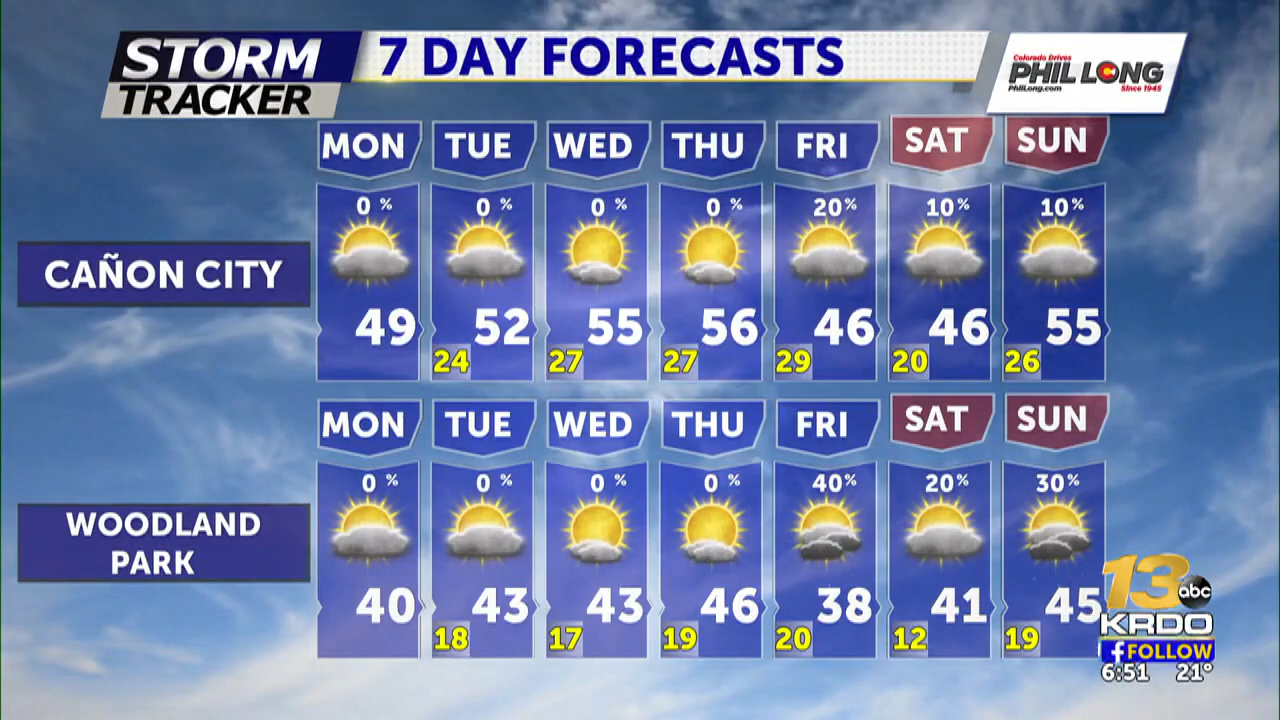 STORM
TRACKER
7 DAY FORECASTS
Colorado Drives
PHIL LONG
PhilLong.com Since 1945
MON TUE WED THU FRI SAT SUN
0 % 0 % 0 % 0 % 20% 10% 10%
CAÑON CITY
49 52 55 56 46 46 55
24 27 27 29 20 26
MON TUE WED THU FRI SAT SUN
0 % 0 % 0 % 0 % 40% 20% 30%
WOODLAND
PARK
40 43 43 46 38 41 45
18 17 19 20 12 19
13 abc
KRDO
f FOLLOW
6:51 21°